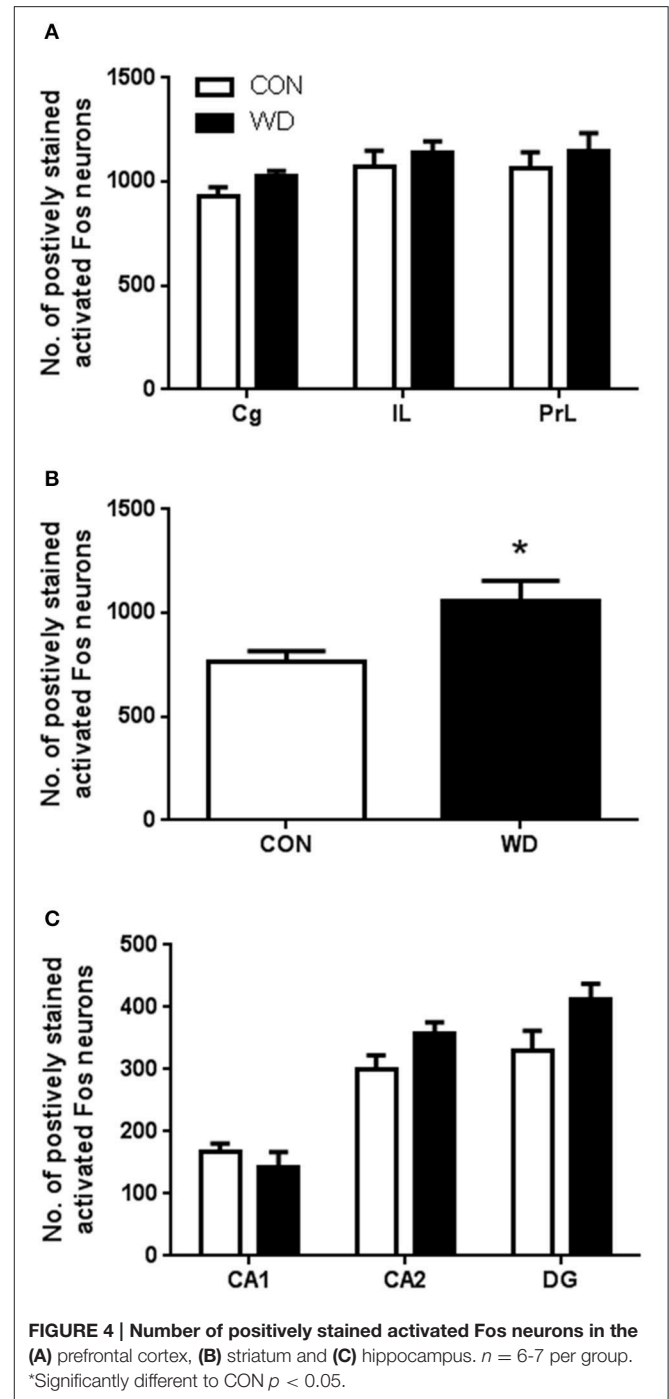 A
No. of postively stained
activated Fos neurons
1500
1000
500
0
CON
WD
Cg IL PrL
B
No. of postively stained
activated Fos neurons
1500
1000
500
0
*
CON WD
C
No. of postively stained
activated Fos neurons
500
400
300
200
100
0
CA1 CA2 DG
FIGURE 4 | Number of positively stained activated Fos neurons in the
(A) prefrontal cortex, (B) striatum and (C) hippocampus. n = 6-7 per group.
*Significantly different to CON p < 0.05.